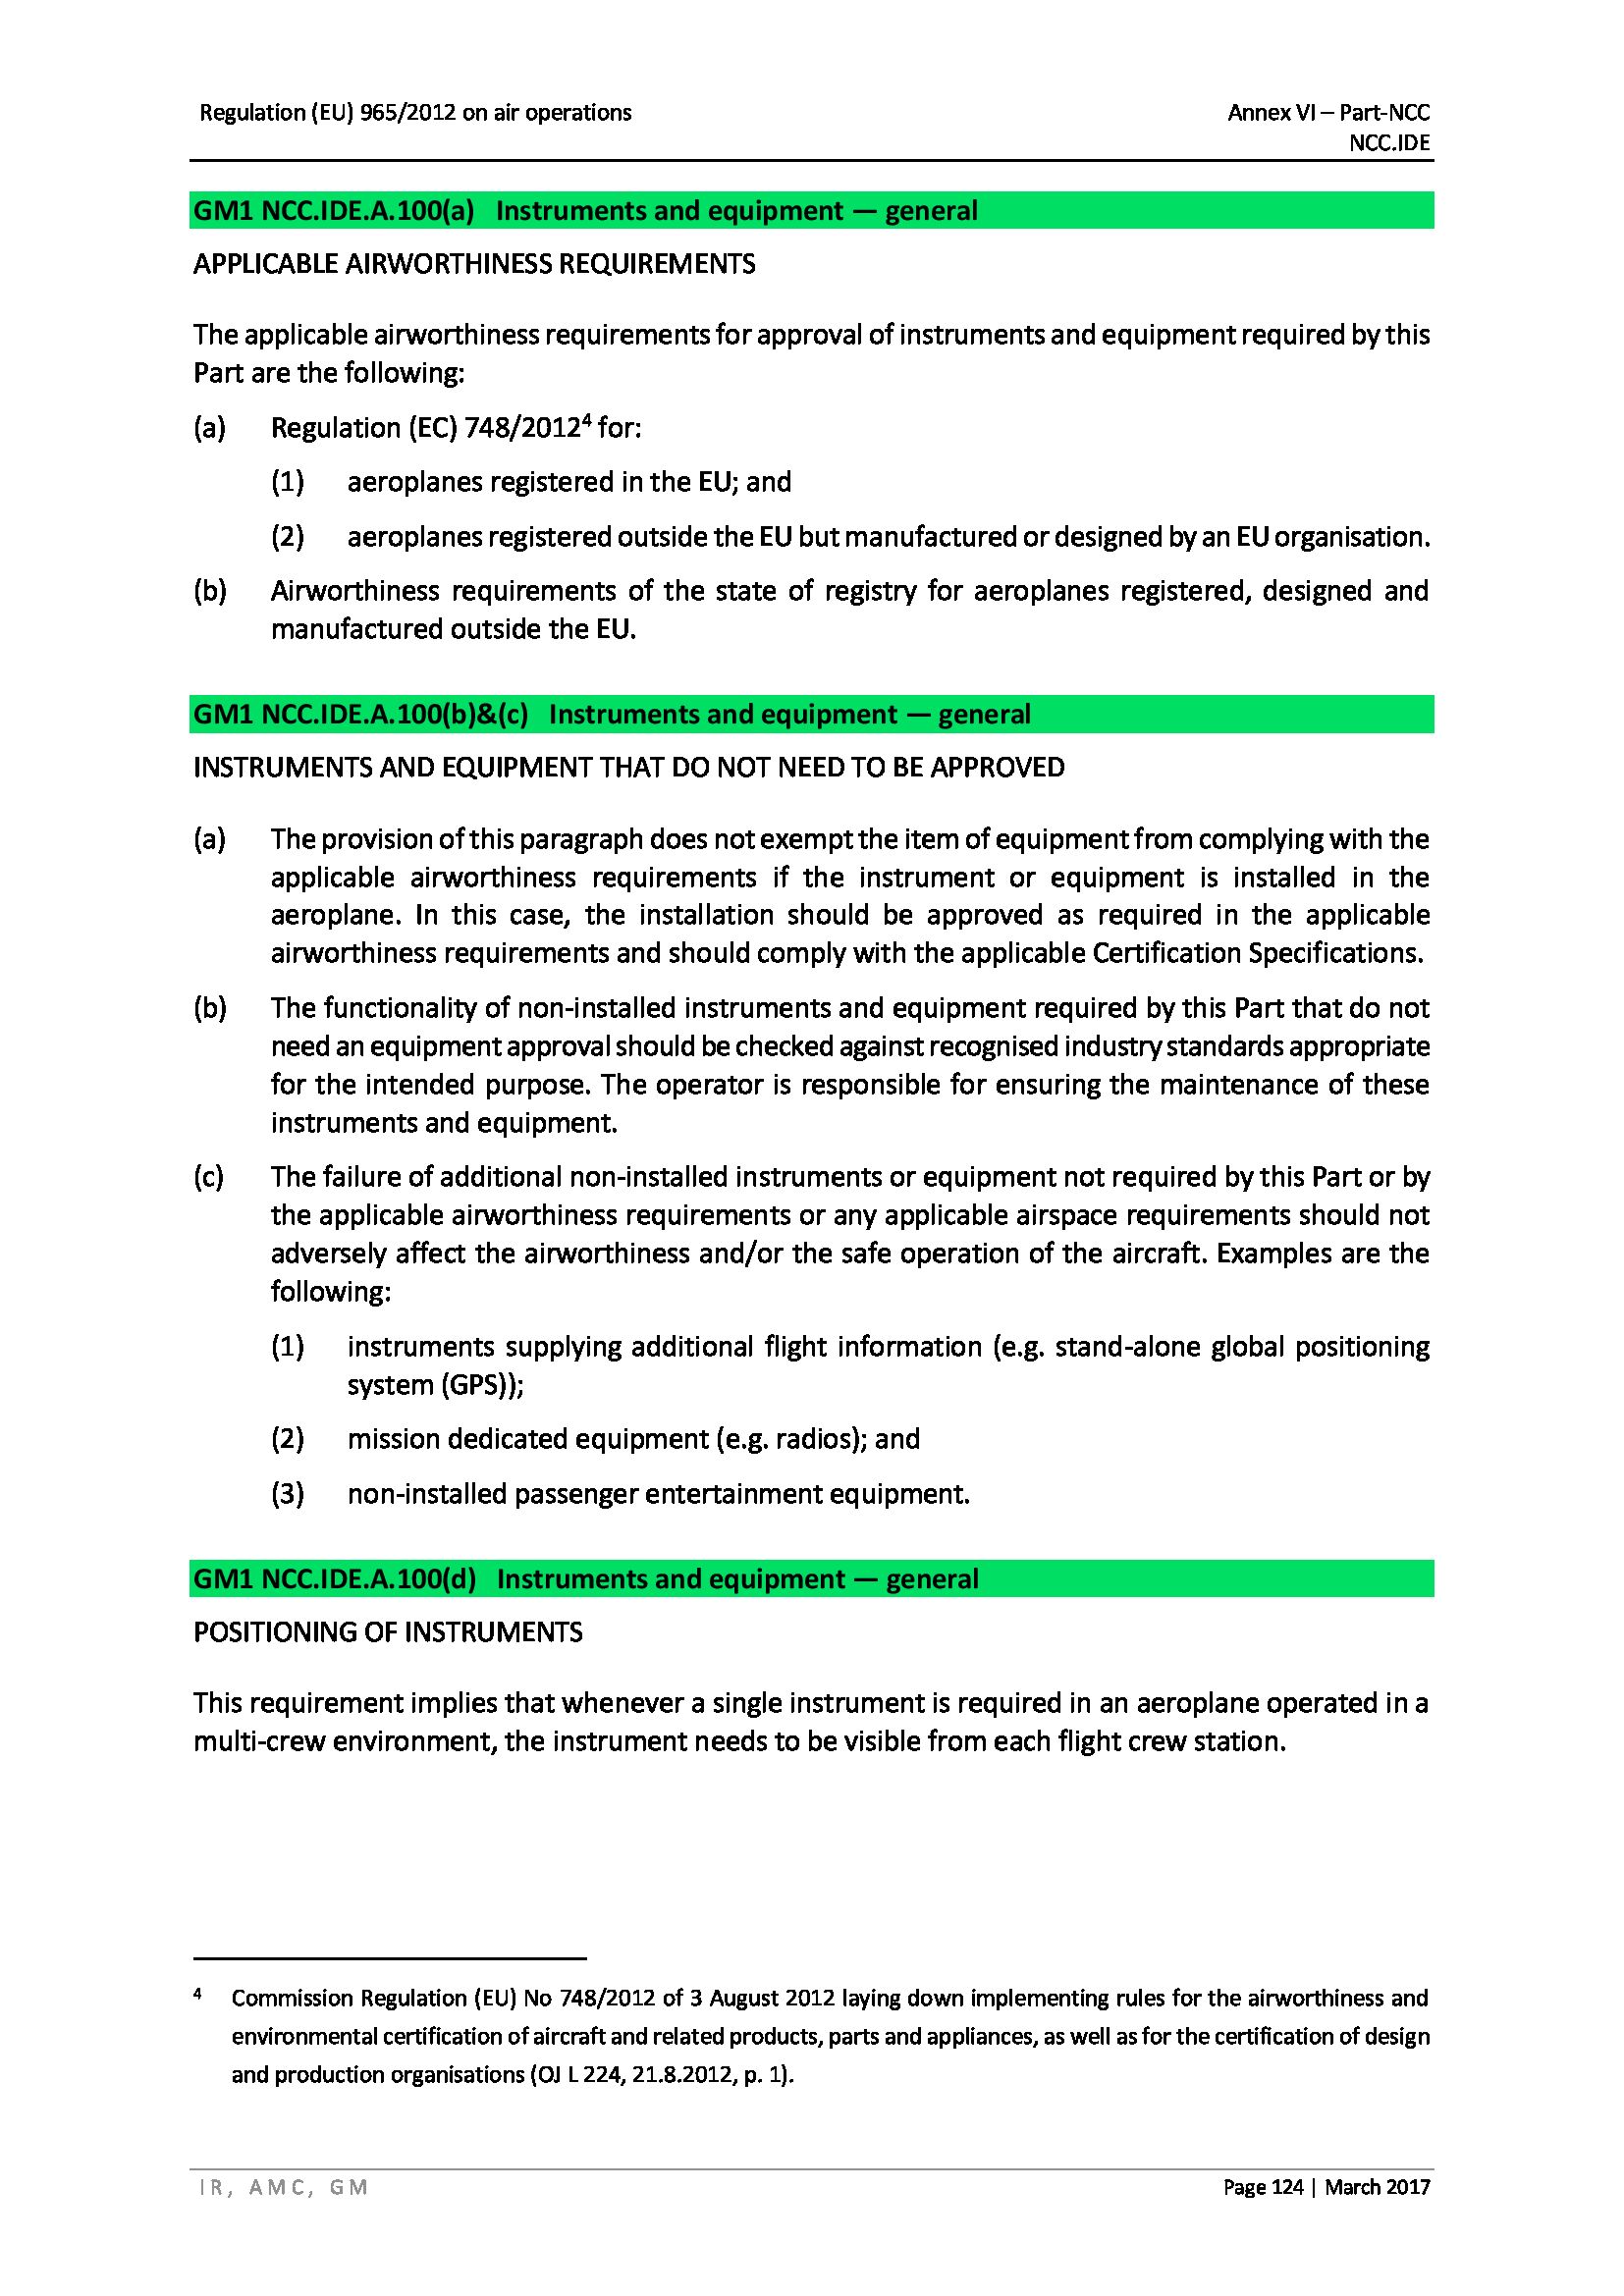 Regulation (EU) 965/2012 on air operations
Annex VI – Part-NCC
NCC.IDE
GM1 NCC.IDE.A.100(a) Instruments and equipment — general
APPLICABLE AIRWORTHINESS REQUIREMENTS
The applicable airworthiness requirements for approval of instruments and equipment required by this
Part are the following:
(a) Regulation (EC) 748/2012⁴ for:
(1) aeroplanes registered in the EU; and
(2) aeroplanes registered outside the EU but manufactured or designed by an EU organisation.
(b) Airworthiness requirements of the state of registry for aeroplanes registered, designed and
manufactured outside the EU.
GM1 NCC.IDE.A.100(b)&(c) Instruments and equipment — general
INSTRUMENTS AND EQUIPMENT THAT DO NOT NEED TO BE APPROVED
(a) The provision of this paragraph does not exempt the item of equipment from complying with the
applicable airworthiness requirements if the instrument or equipment is installed in the
aeroplane. In this case, the installation should be approved as required in the applicable
airworthiness requirements and should comply with the applicable Certification Specifications.
(b) The functionality of non-installed instruments and equipment required by this Part that do not
need an equipment approval should be checked against recognised industry standards appropriate
for the intended purpose. The operator is responsible for ensuring the maintenance of these
instruments and equipment.
(c) The failure of additional non-installed instruments or equipment not required by this Part or by
the applicable airworthiness requirements or any applicable airspace requirements should not
adversely affect the airworthiness and/or the safe operation of the aircraft. Examples are the
following:
(1) instruments supplying additional flight information (e.g. stand-alone global positioning
system (GPS));
(2) mission dedicated equipment (e.g. radios); and
(3) non-installed passenger entertainment equipment.
GM1 NCC.IDE.A.100(d) Instruments and equipment — general
POSITIONING OF INSTRUMENTS
This requirement implies that whenever a single instrument is required in an aeroplane operated in a
multi-crew environment, the instrument needs to be visible from each flight crew station.
⁴ Commission Regulation (EU) No 748/2012 of 3 August 2012 laying down implementing rules for the airworthiness and
environmental certification of aircraft and related products, parts and appliances, as well as for the certification of design
and production organisations (OJ L 224, 21.8.2012, p. 1).
IR, AMC, GM
Page 124 | March 2017